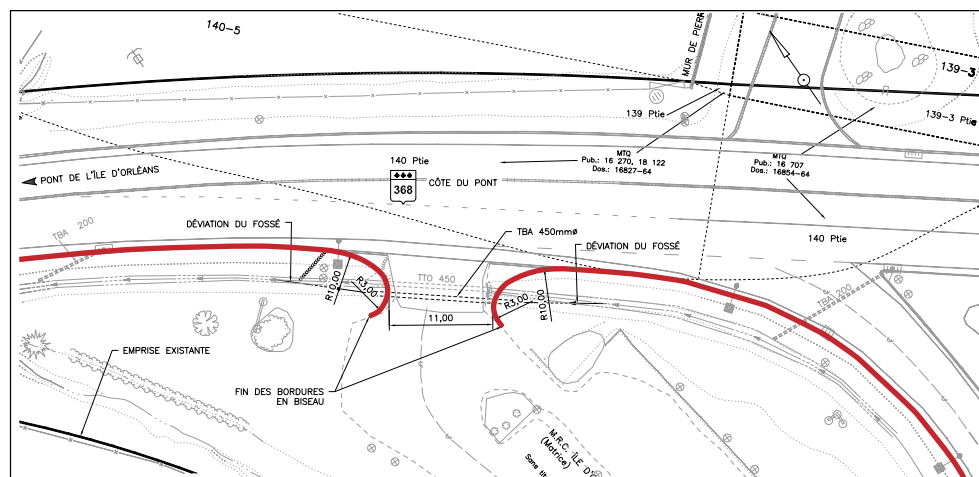 140-5
MUR DE PIER
139-3
139-3 Ptie
139 Ptie
MTQ
Pub.: 16 270, 18 122
Dos.: 16827-64
MTQ
Pub.: 16 707
Dos.: 16854-64
140 Ptie
PONT DE L'ÎLE D'ORLÉANS
368
CÔTE DU PONT
TBA 200
DÉVIATION DU FOSSÉ
TBA 450mmø
DÉVIATION DU FOSSÉ
140 Ptie
TTO 450
TBA 200
R10,00
R3,00
R3,00
R10,00
11,00
EMPRISE EXISTANTE
FIN DES BORDURES
EN BISEAU
M.R.C. ÎLE D'
(Matrice)
Sans tit